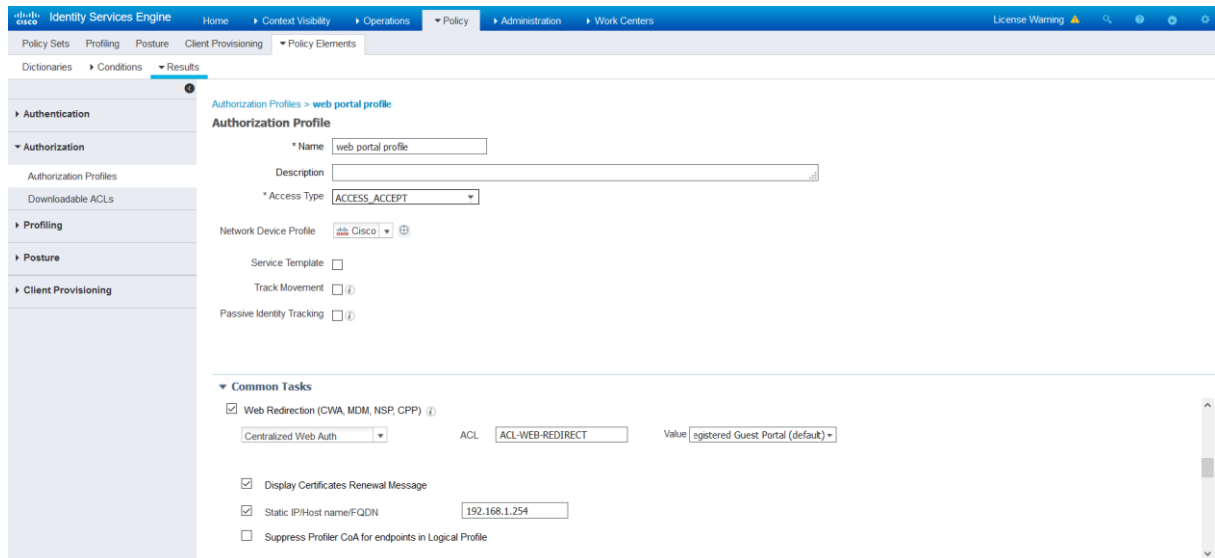 cisco Identity Services Engine Home Context Visibility Operations Policy Administration Work Centers License Warning
Policy Sets Profiling Posture Client Provisioning Policy Elements
Dictionaries Conditions Results
Authentication
Authorization
Authorization Profiles
Downloadable ACLs
Profiling
Posture
Client Provisioning
Authorization Profiles > web portal profile
Authorization Profile
* Name web portal profile
Description
* Access Type ACCESS_ACCEPT
Network Device Profile Cisco
Service Template
Track Movement
Passive Identity Tracking
Common Tasks
Web Redirection (CWA, MDM, NSP, CPP)
Centralized Web Auth ACL ACL-WEB-REDIRECT Value egistered Guest Portal (default)
Display Certificates Renewal Message
Static IP/Host name/FQDN 192.168.1.254
Suppress Profiler CoA for endpoints in Logical Profile